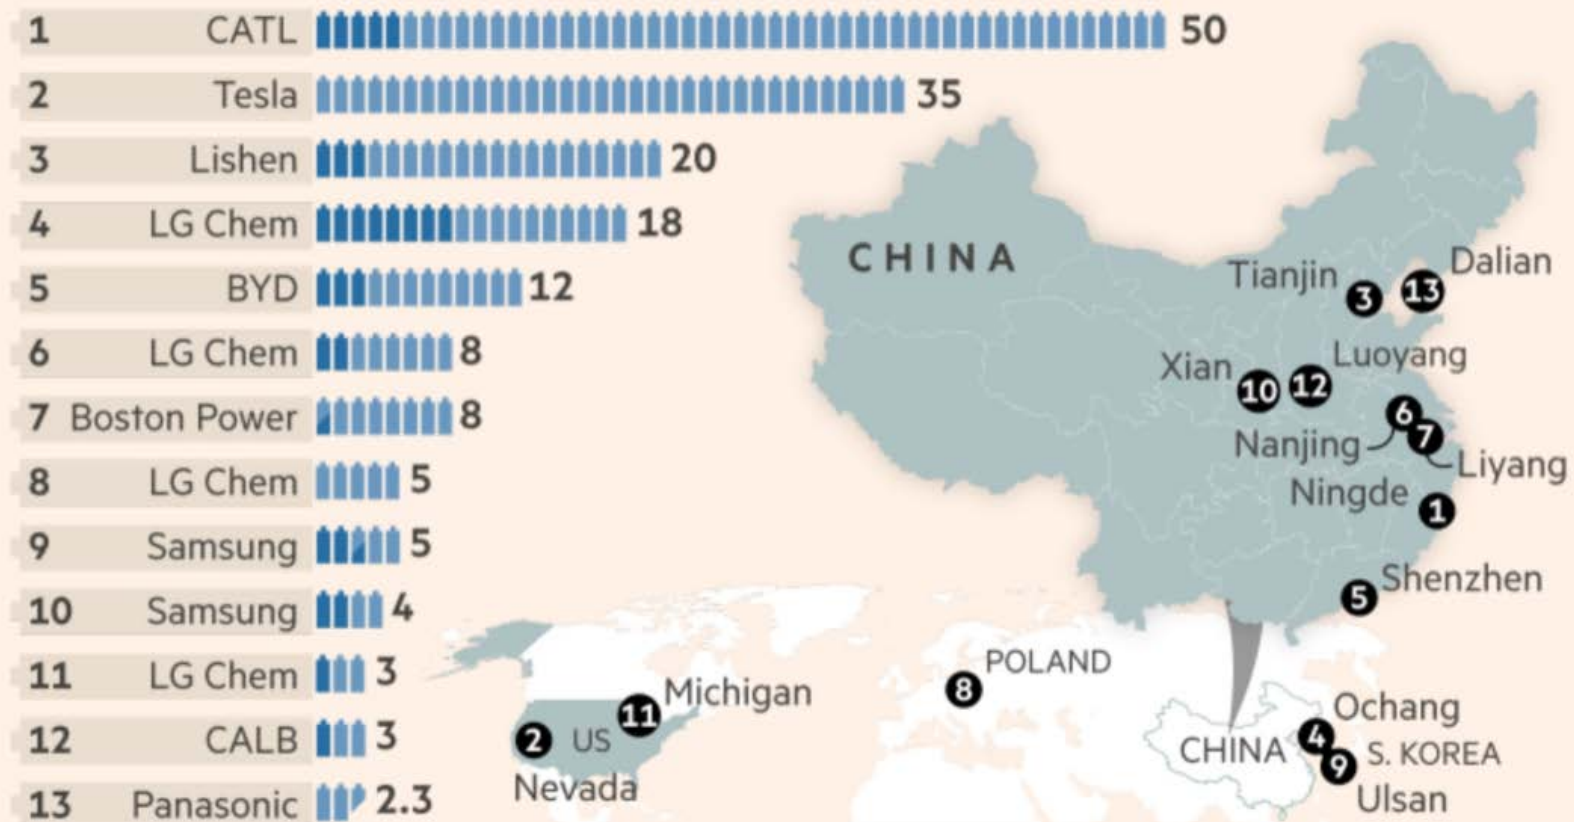 1 CATL 50
2 Tesla 35
3 Lishen 20
4 LG Chem 18
5 BYD 12
6 LG Chem 8
7 Boston Power 8
8 LG Chem 5
9 Samsung 5
10 Samsung 4
11 LG Chem 3
12 CALB 3
13 Panasonic 2.3
CHINA
Tianjin 3
13 Dalian
Xian 10
12 Luoyang
Nanjing 6
7 Liyang
Ningde 1
5 Shenzhen
11 Michigan
2 US
Nevada
8 POLAND
CHINA
4 Ochang
S. KOREA
9 Ulsan